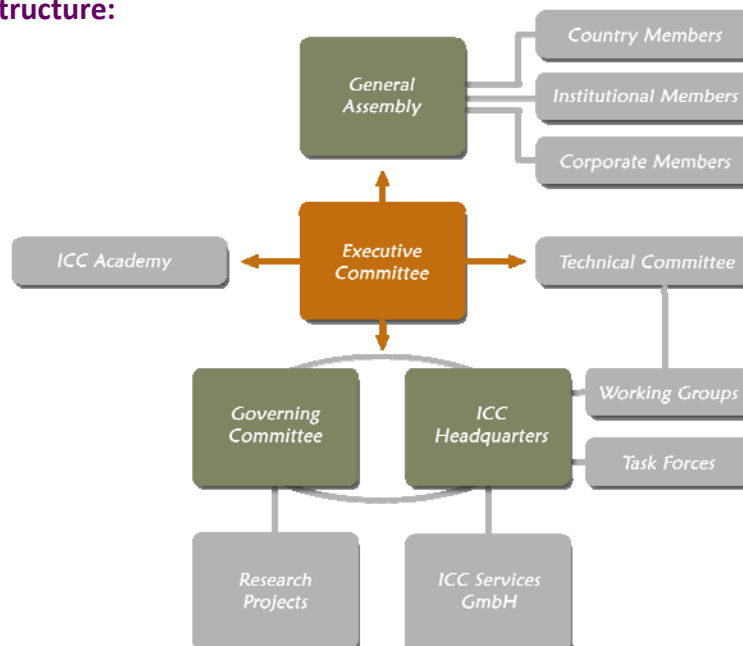 tructure:
Country Members
General
Assembly
Institutional Members
Corporate Members
ICC Academy
Executive
Committee
Technical Committee
Governing
Committee
ICC
Headquarters
Working Groups
Task Forces
Research
Projects
ICC Services
GmbH